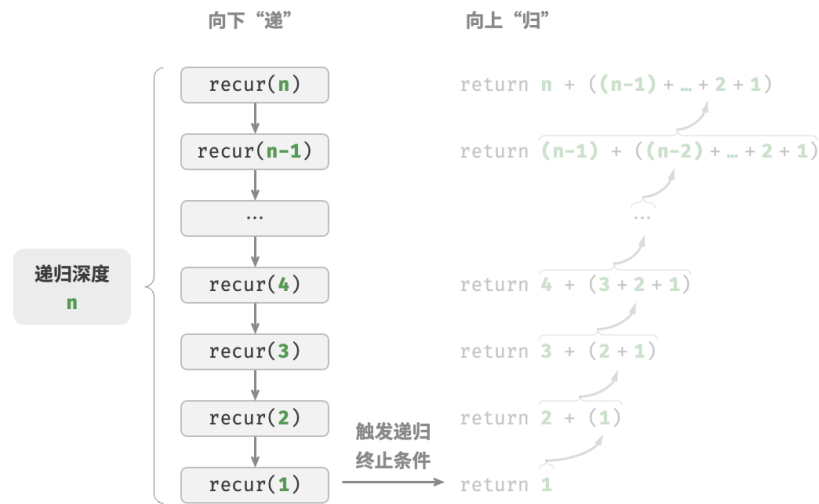 向下“递”
向上“归”
recur(n)
return n + ((n-1) + … + 2 + 1)
recur(n-1)
return (n-1) + ((n-2) + … + 2 + 1)
…
…
递归深度
n
recur(4)
return 4 + (3 + 2 + 1)
recur(3)
return 3 + (2 + 1)
recur(2)
return 2 + (1)
触发递归
终止条件
recur(1)
return 1